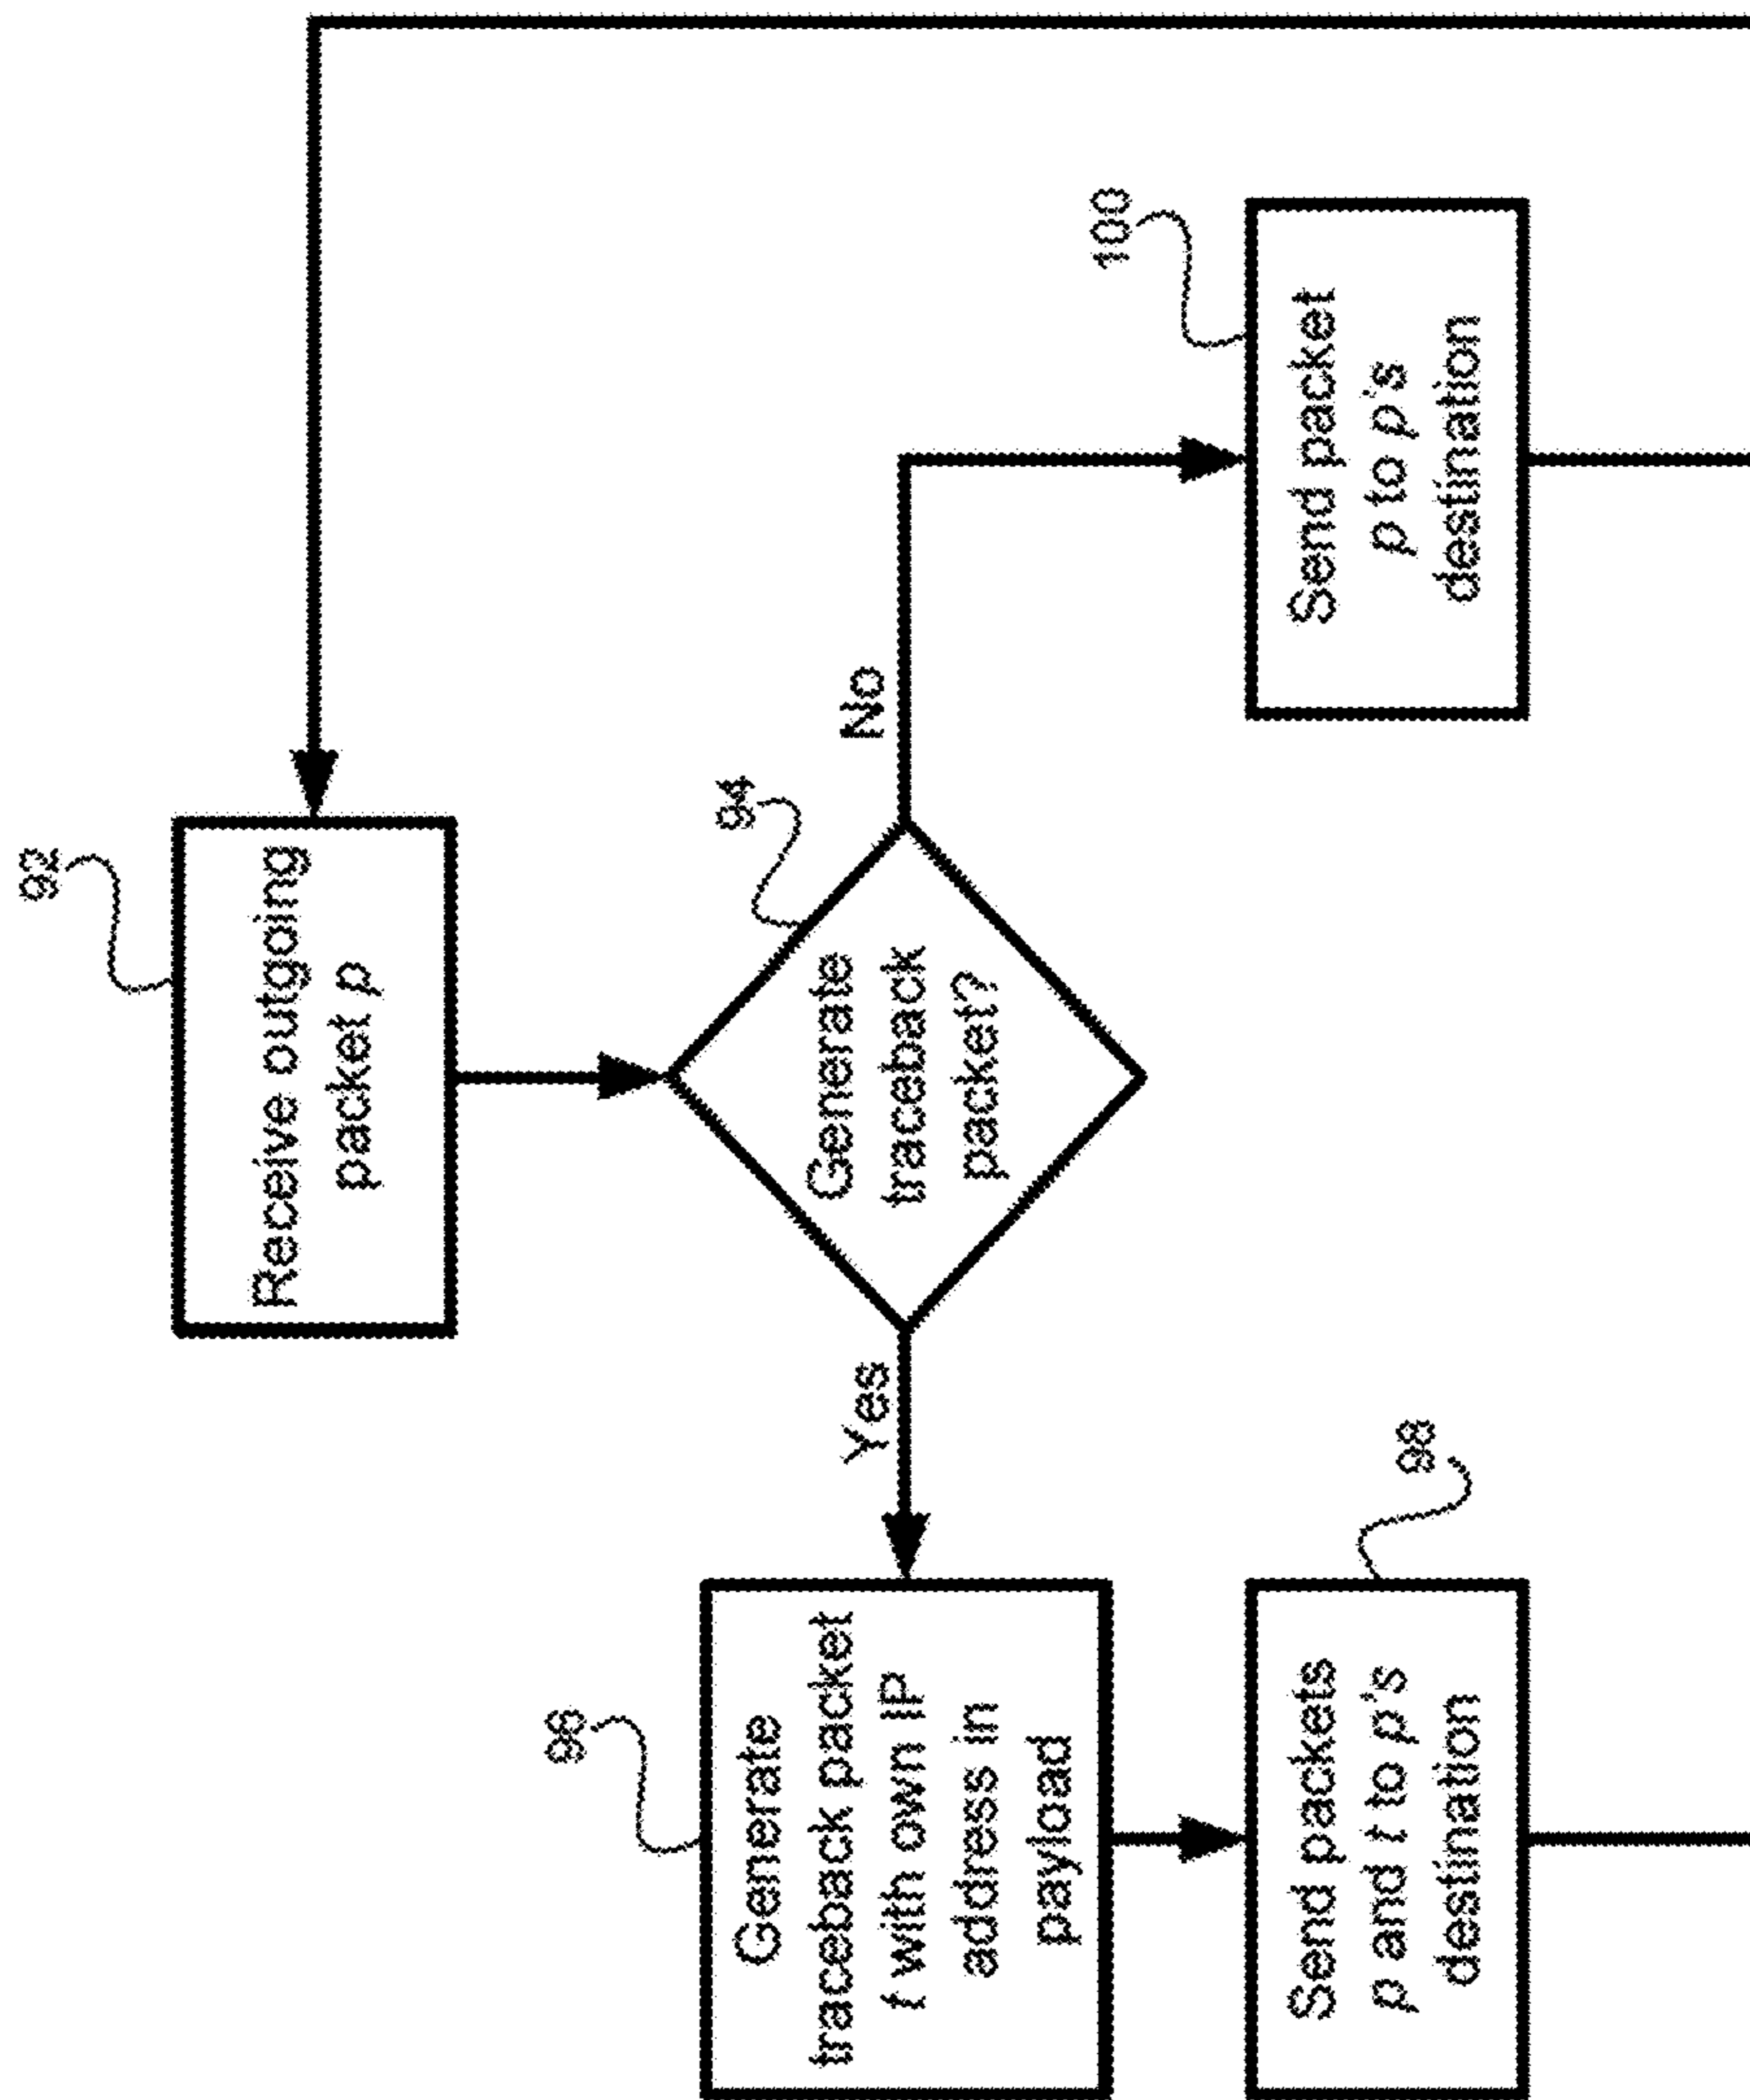 92
Receive outgoing
packet p
94
Generate
traceback
packet?
Yes
No
96
Generate
traceback packet
t with own IP
address in
payload
98
Send packets
p and t to p's
destination
100
Send packet
p to p's
destination